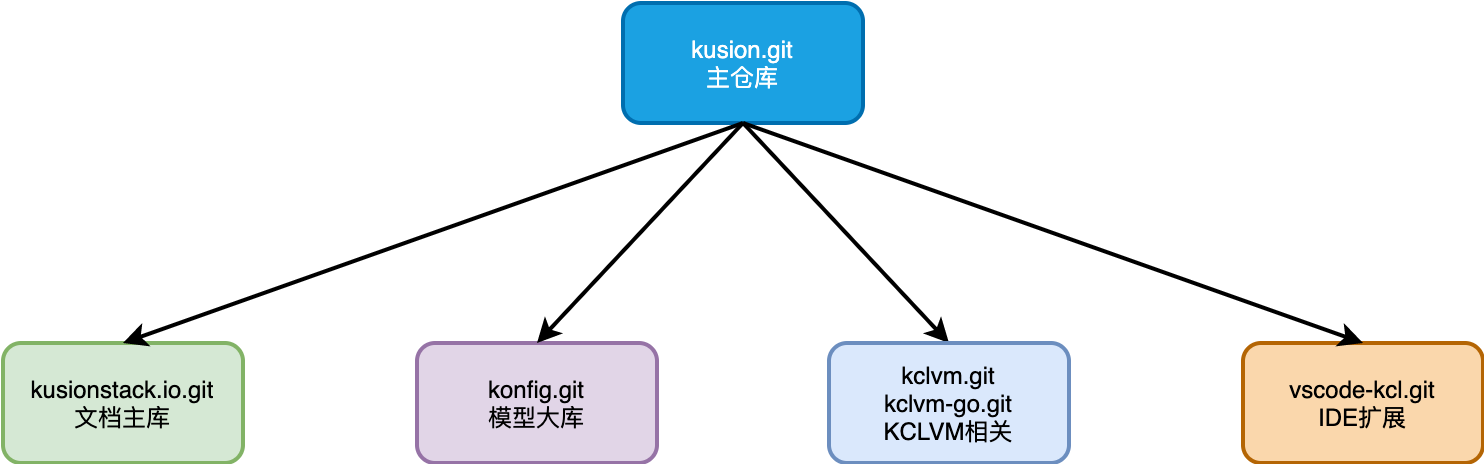 kusion.git
主仓库
kusionstack.io.git
文档主库
konfig.git
模型大库
kclvm.git
kclvm-go.git
KCLVM相关
vscode-kcl.git
IDE扩展